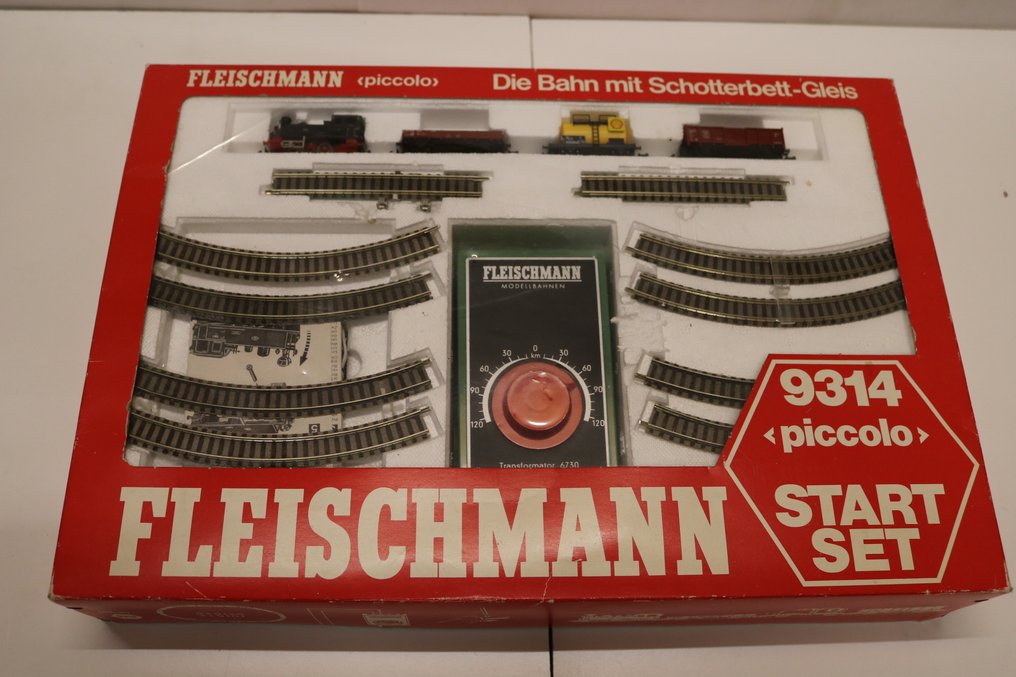 FLEISCHMANN ‹piccolo› Die Bahn mit Schotterbett-Gleis
FLEISCHMANN
MODELLBAHNEN
30 0 30
km
60 60
90 90
120 120
Transformator 6730
5
9314
‹piccolo›
START
SET
FLEISCHMANN